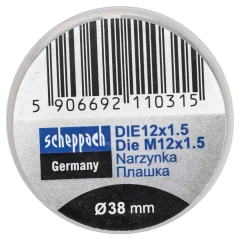 5 906692 110315
scheppach
Germany
DIE12x1.5
Die M12x1.5
Narzynka
Плашка
Ø38 mm